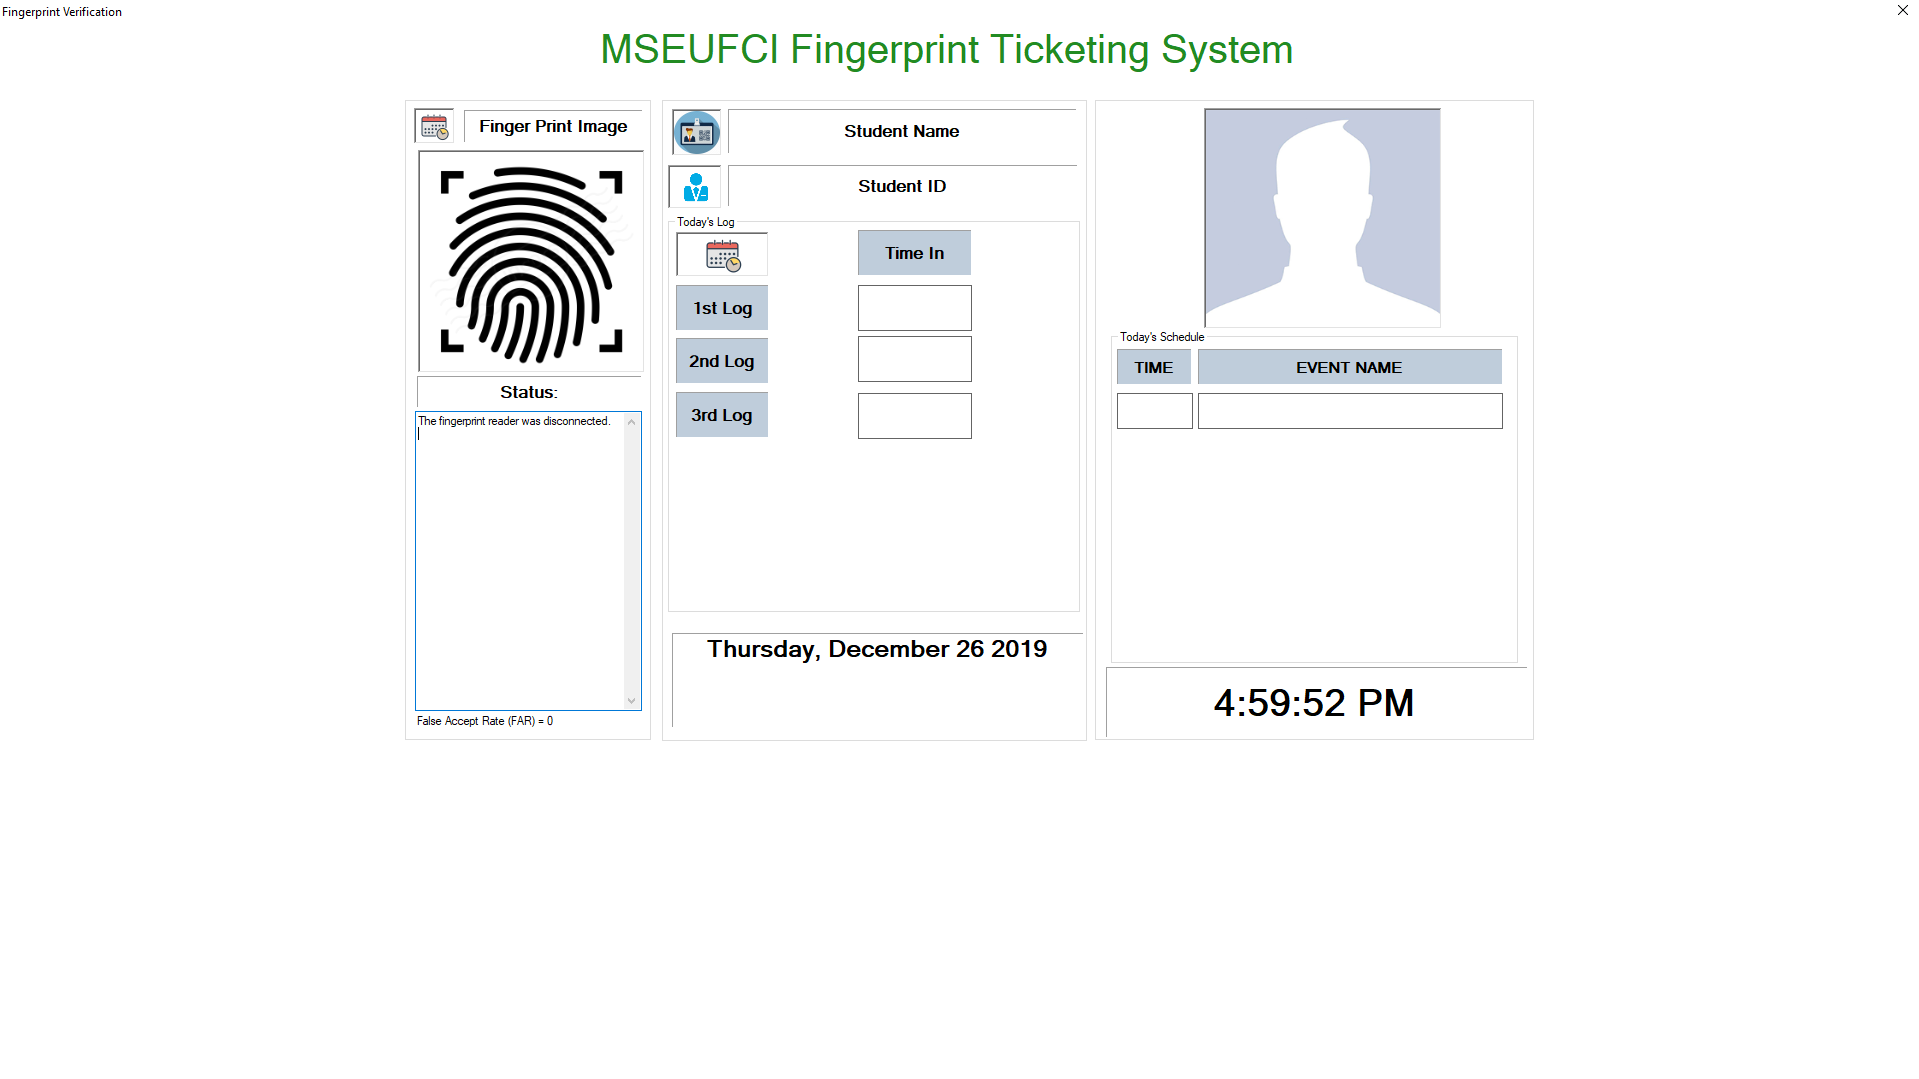 Fingerprint Verification
MSEUFCI Fingerprint Ticketing System
Finger Print Image
Status:
The fingerprint reader was disconnected.
False Accept Rate (FAR) = 0
Student Name
Student ID
Today's Log
Time In
1st Log
2nd Log
3rd Log
Thursday, December 26 2019
Today's Schedule
TIME EVENT NAME
4:59:52 PM